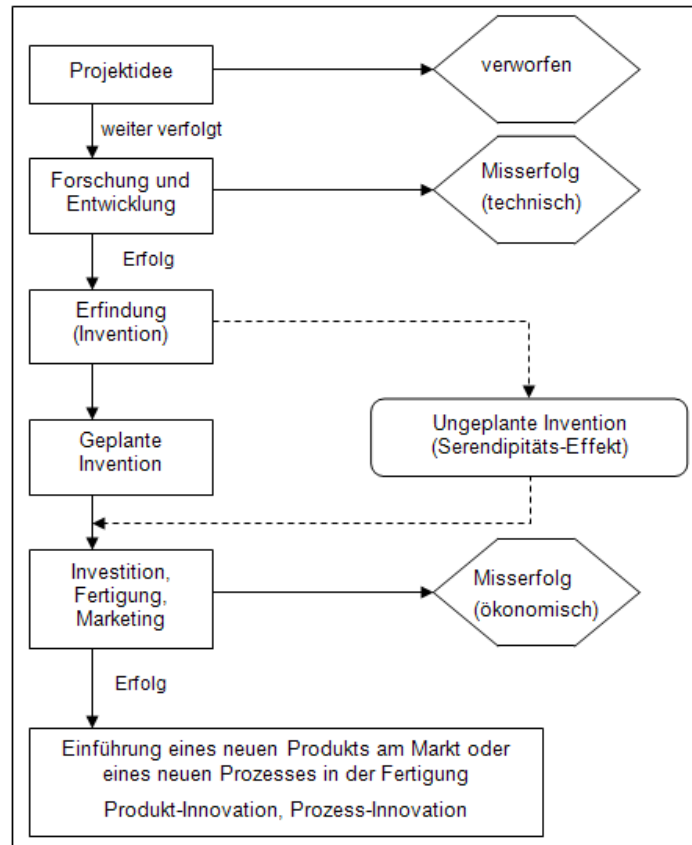 Projektidee
verworfen
weiter verfolgt
Forschung und
Entwicklung
Misserfolg
(technisch)
Erfolg
Erfindung
(Invention)
Ungeplante Invention
(Serendipitäts-Effekt)
Geplante
Invention
Investition,
Fertigung,
Marketing
Misserfolg
(ökonomisch)
Erfolg
Einführung eines neuen Produkts am Markt oder
eines neuen Prozesses in der Fertigung
Produkt-Innovation, Prozess-Innovation